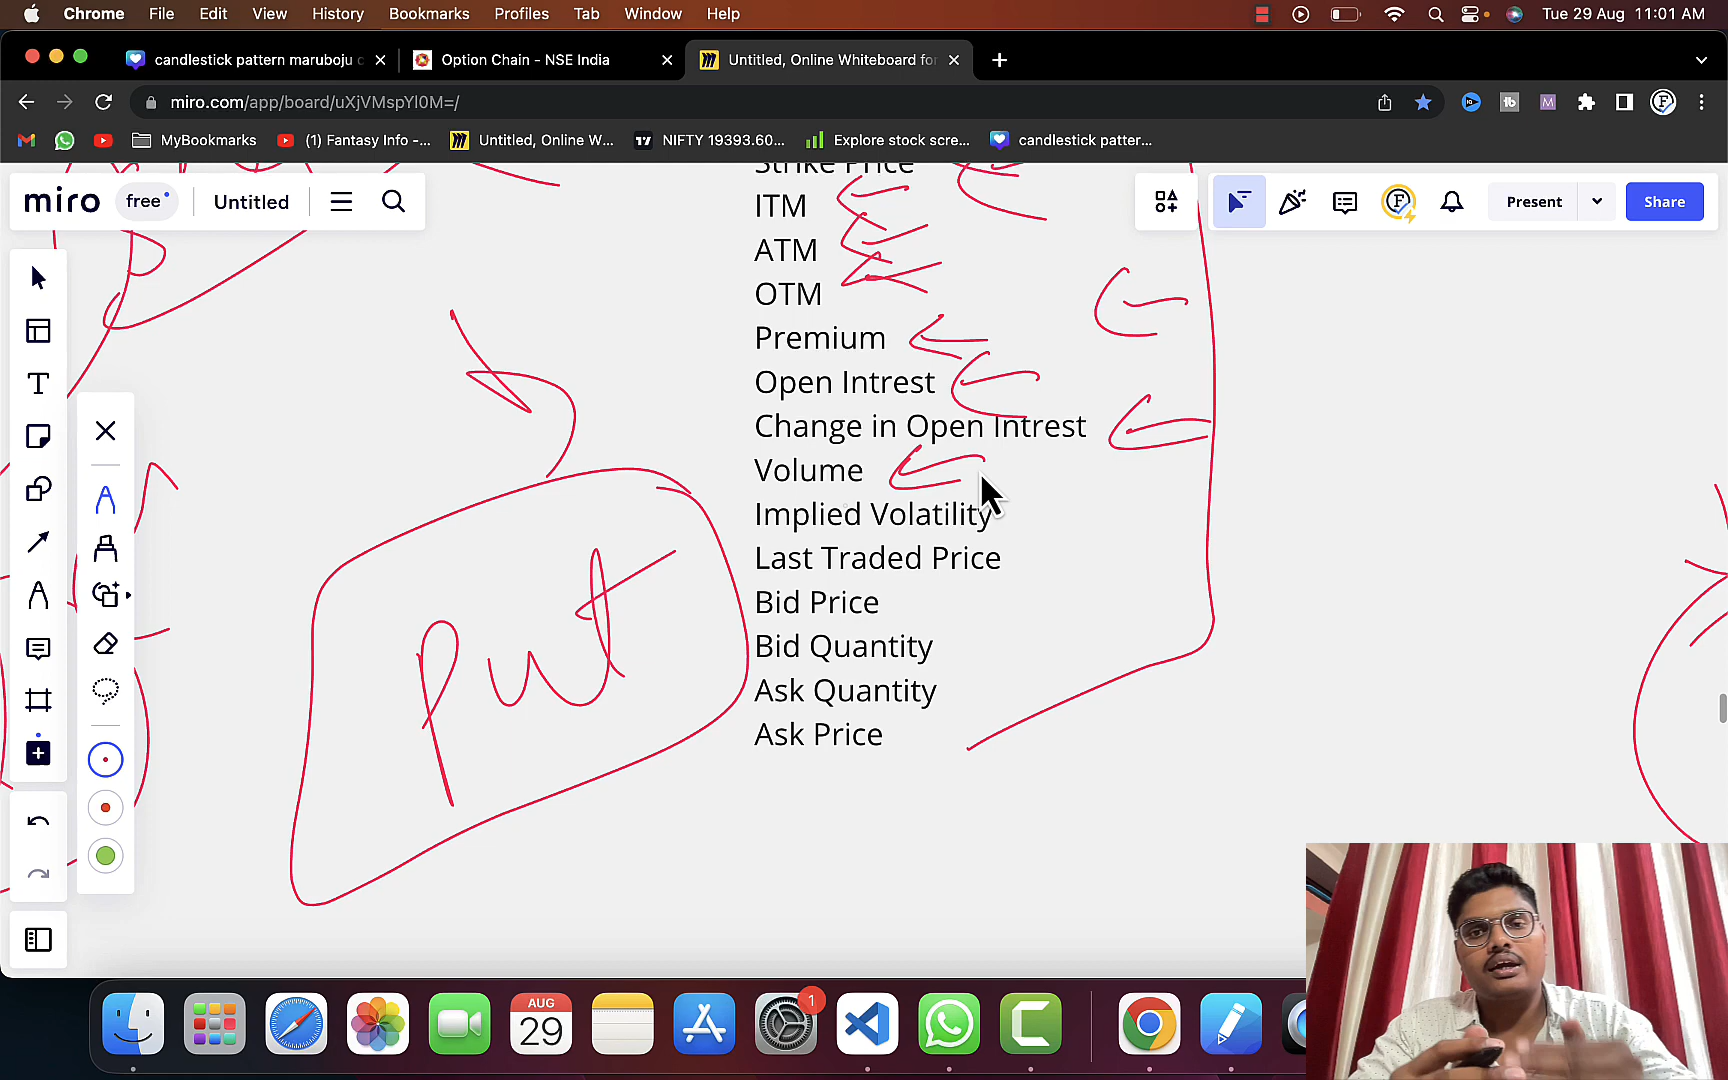 Chrome File Edit View History Bookmarks Profiles Tab Window Help Tue 29 Aug 11:01 AM
candlestick pattern maruboju c Option Chain - NSE India Untitled, Online Whiteboard for
miro.com/app/board/uXjVMspYl0M=/
MyBookmarks (1) Fantasy Info -... Untitled, Online W... NIFTY 19393.60... Explore stock scre... candlestick patter...
miro free Untitled Present Share
Strike Price
ITM
ATM
OTM
Premium
Open Intrest
Change in Open Intrest
Volume
Implied Volatility
Last Traded Price
Bid Price
Bid Quantity
Ask Quantity
Ask Price
put
AUG
29
1